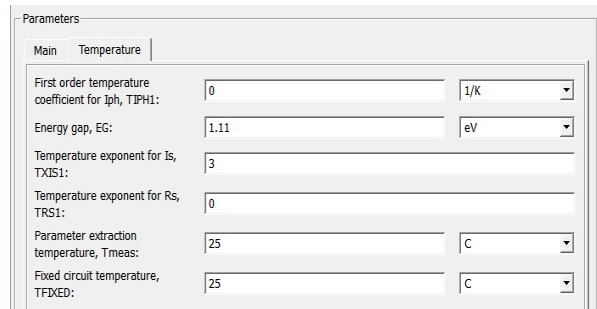 Parameters
Main Temperature
First order temperature
coefficient for Iph, TIPH1:
0 1/K
Energy gap, EG: 1.11 eV
Temperature exponent for Is,
TXIS1:
3
Temperature exponent for Rs,
TRS1:
0
Parameter extraction
temperature, Tmeas:
25 C
Fixed circuit temperature,
TFIXED:
25 C